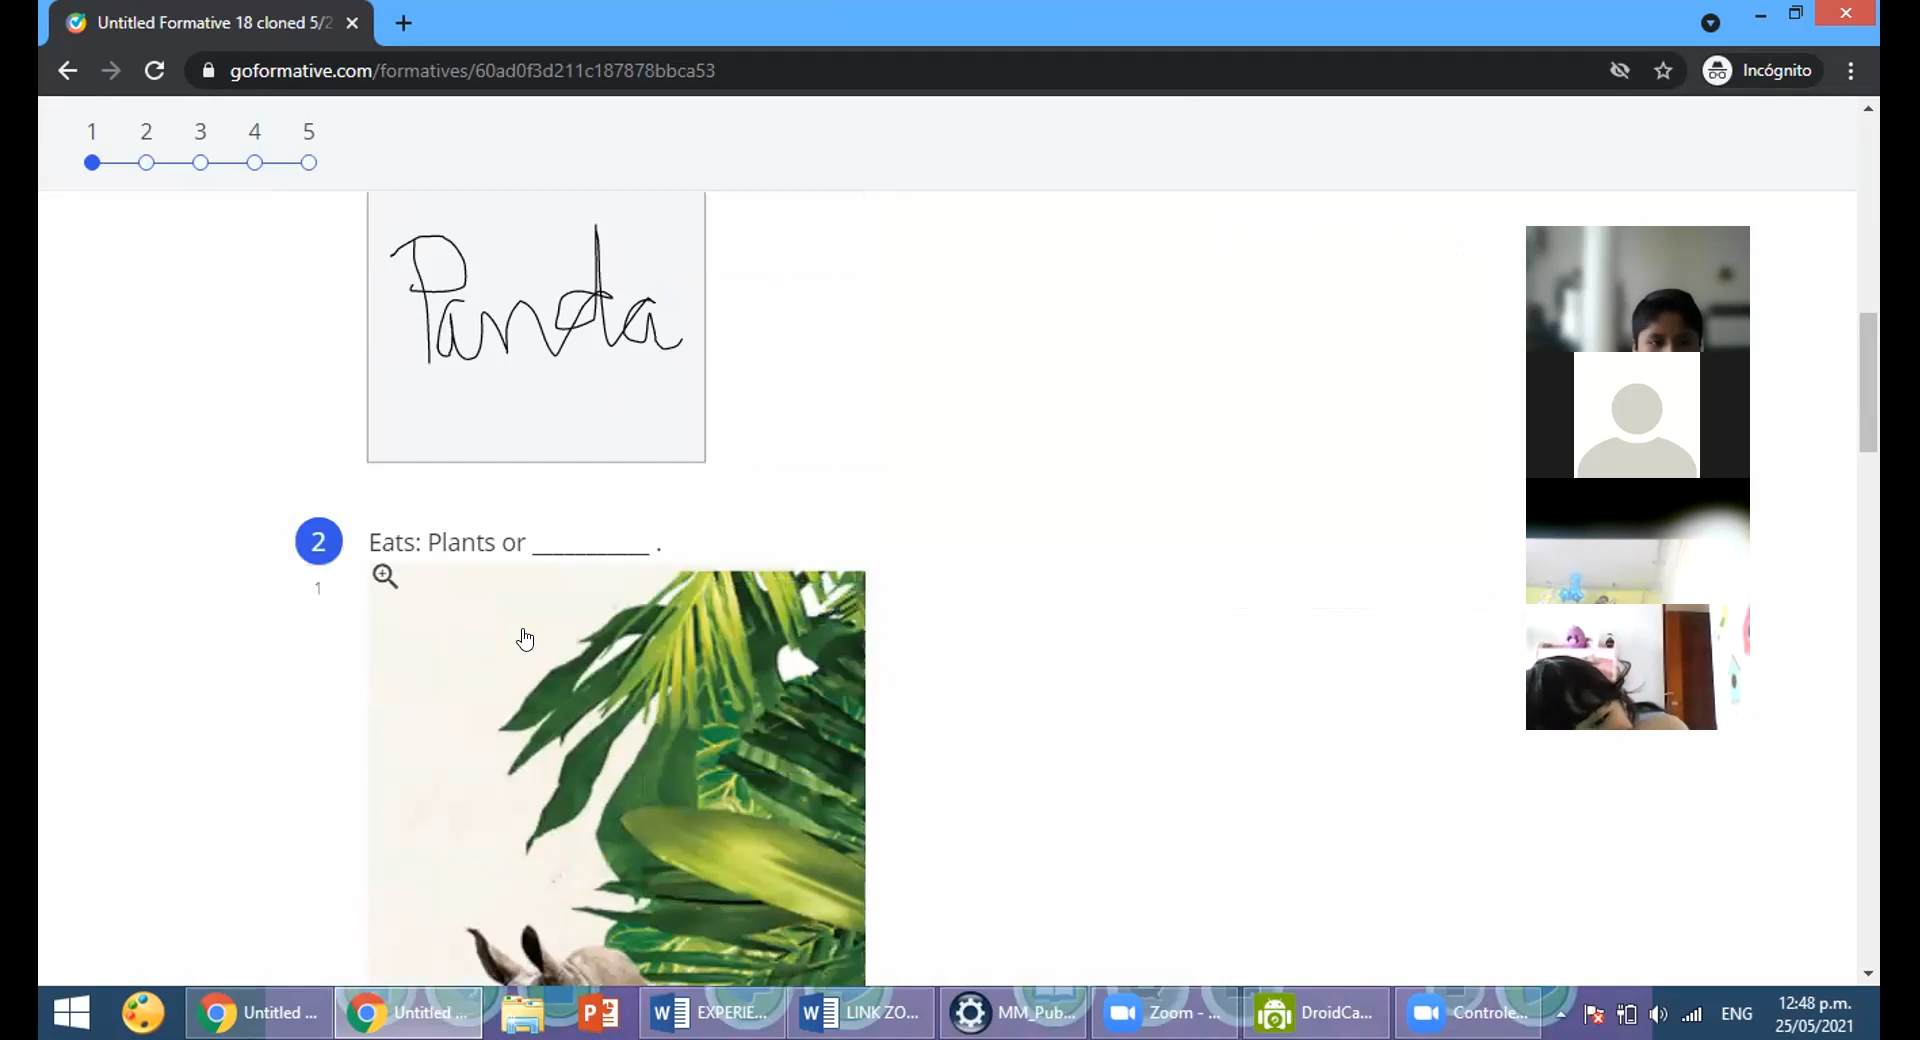 Untitled Formative 18 cloned 5/2
goformative.com/formatives/60ad0f3d211c187878bbca53
Incógnito
1 2 3 4 5
Panda
2 Eats: Plants or __________ .
1
Untitled ...
Untitled ...
EXPERIE...
LINK ZO...
MM_Pub...
Zoom - ...
DroidCa...
Controle...
ENG
12:48 p.m.
25/05/2021